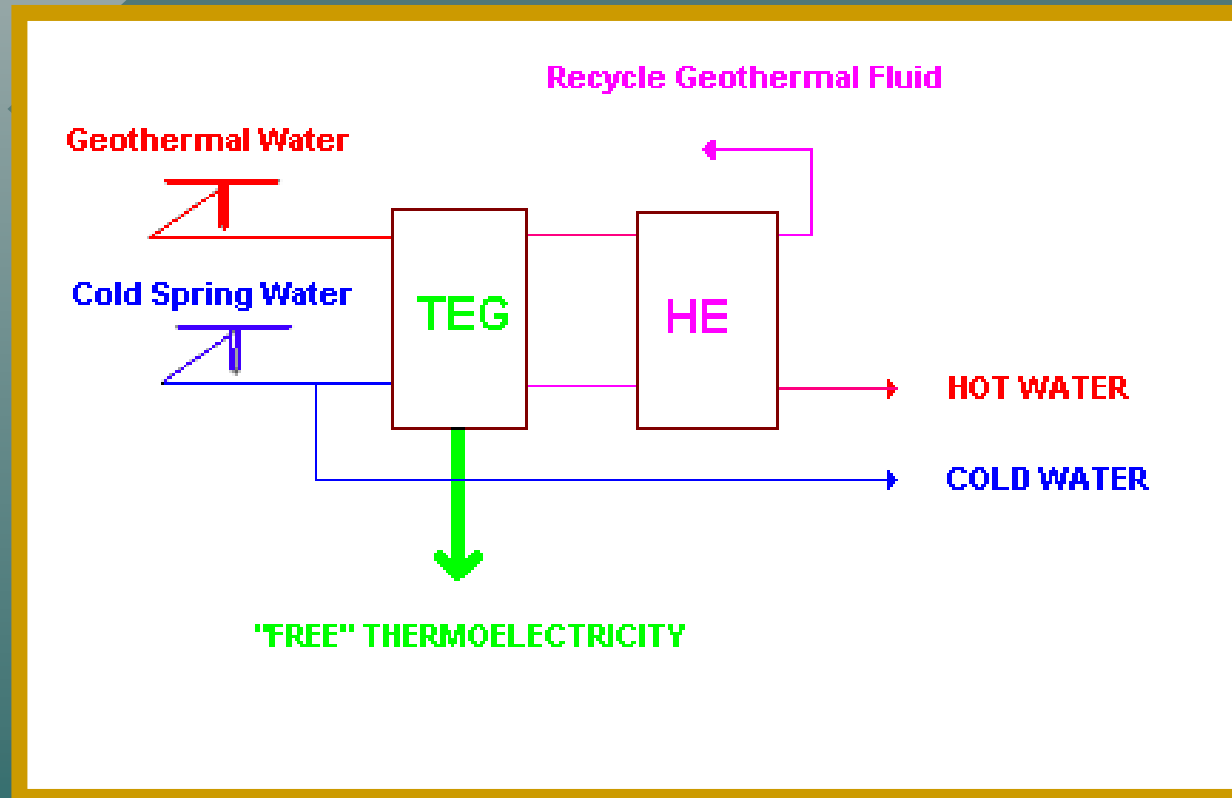 Recycle Geothermal Fluid
Geothermal Water
Cold Spring Water
TEG
HE
HOT WATER
COLD WATER
"FREE" THERMOELECTRICITY